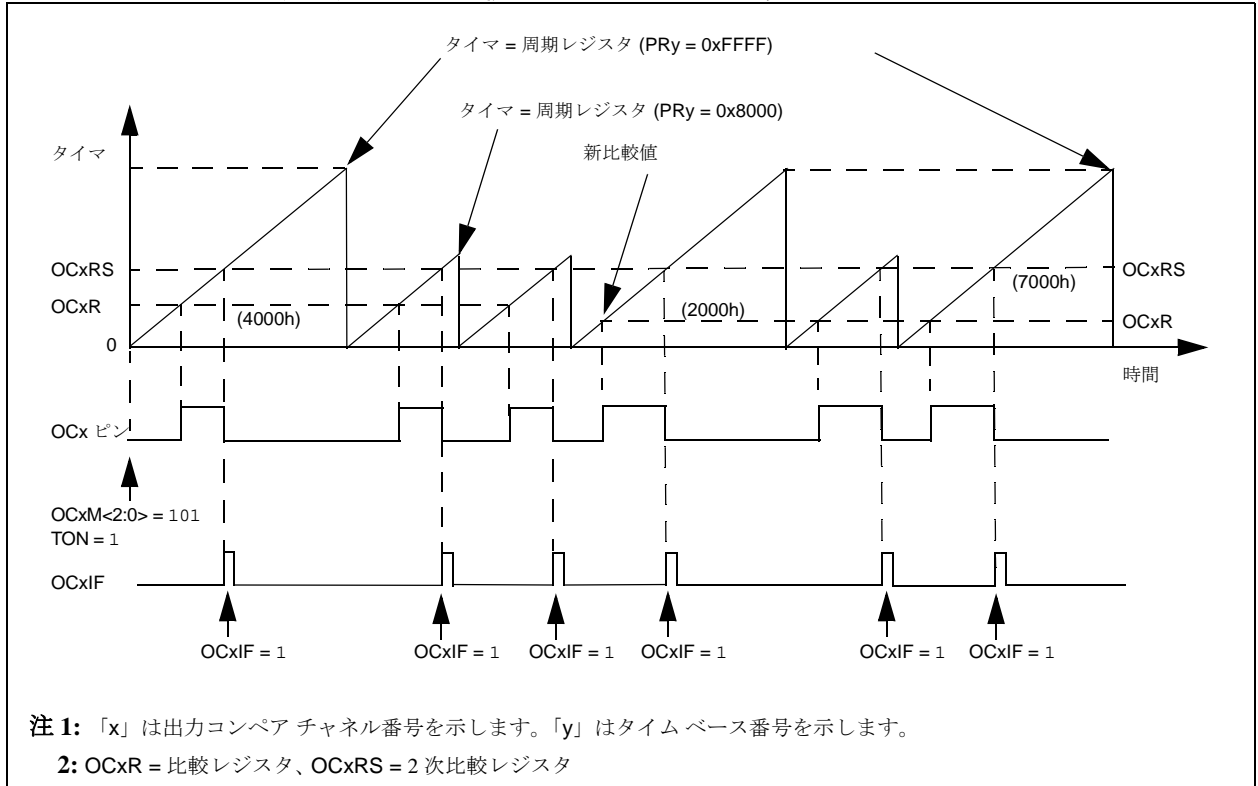 タイマ = 周期レジスタ (PRy = 0xFFFF)
タイマ = 周期レジスタ (PRy = 0x8000)
タイマ
新比較値
OCxRS
OCxRS
(7000h)
OCxR
(4000h)
(2000h)
OCxR
0
時間
OCx ピン
OCxM<2:0> = 101
TON = 1
OCxIF
OCxIF = 1
OCxIF = 1
OCxIF = 1
OCxIF = 1
OCxIF = 1
OCxIF = 1
注 1: 「x」は出力コンペア チャネル番号を示します。「y」はタイム ベース番号を示します。
2: OCxR = 比較レジスタ、OCxRS = 2 次比較レジスタ